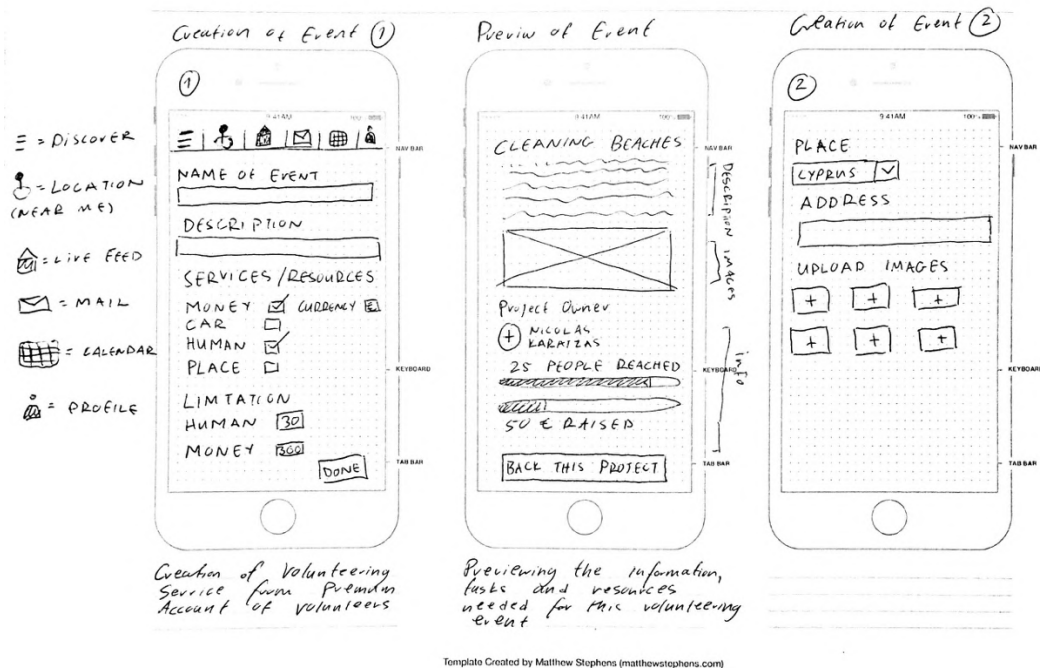 Creation of Event 1
Previw of Event
Creation of Event 2
= DISCOVER
= LOCATION
(NEAR ME)
= LIVE FEED
= MAIL
= CALENDAR
= PROFILE
1
9:41AM
100%
NAV BAR
NAME OF EVENT
DESCRIPTION
SERVICES/RESOURCES
MONEY CURRENCY €
CAR
HUMAN
PLACE
KEYBOARD
LIMTATION
HUMAN 30
MONEY 300
DONE
TAB BAR
Creation of Volunteering
Service from Premium
Account of volunteers
9:41AM
100%
NAV BAR
CLEANING BEACHES
DESCRIPTION
IMAGES
Project Owner
+ NICOLAS
KARAIZAS
info
25 PEOPLE REACHED
KEYBOARD
50 € RAISED
BACK THIS PROJECT
TAB BAR
Previewing the information,
tasks and resources
needed for this volunteering
event
2
9:41AM
100%
NAV BAR
PLACE
CYPRUS
ADDRESS
UPLOAD IMAGES
+ + +
+ + +
KEYBOARD
TAB BAR
Template Created by Matthew Stephens (matthewstephens.com)